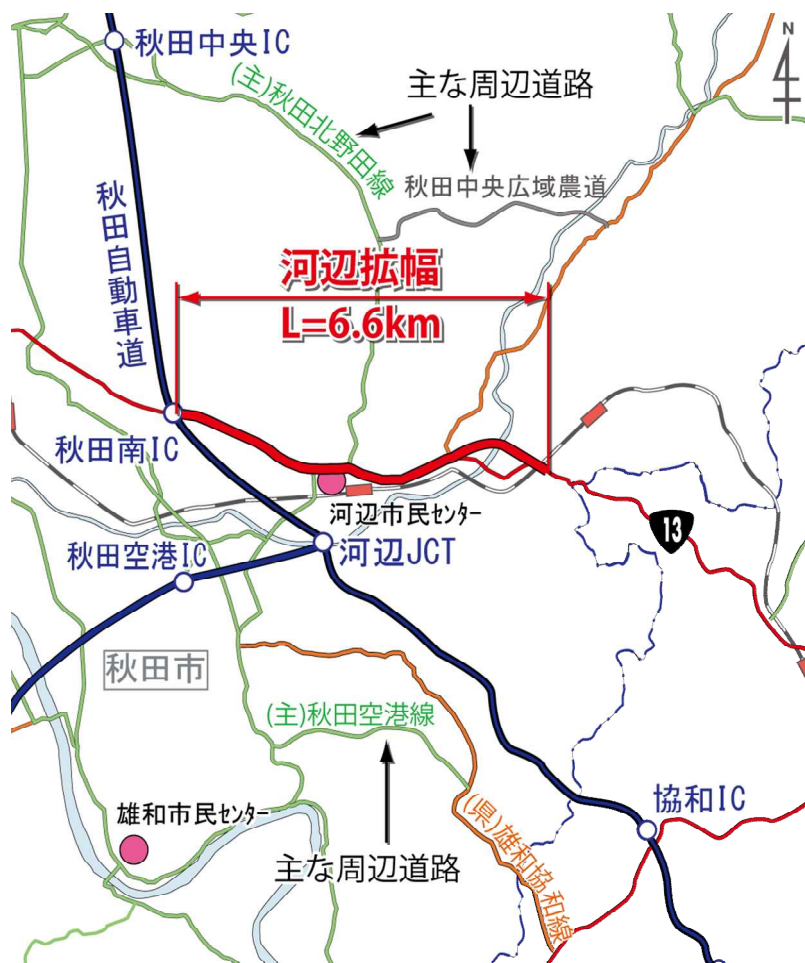 秋田中央IC
N
(主)秋田北野田線
主な周辺道路
秋田中央広域農道
秋田自動車道
河辺拡幅
L=6.6km
秋田南IC
河辺市民センター
13
秋田空港IC
河辺JCT
秋田市
(主)秋田空港線
雄和市民センター
主な周辺道路
協和IC
(県)雄和協和線